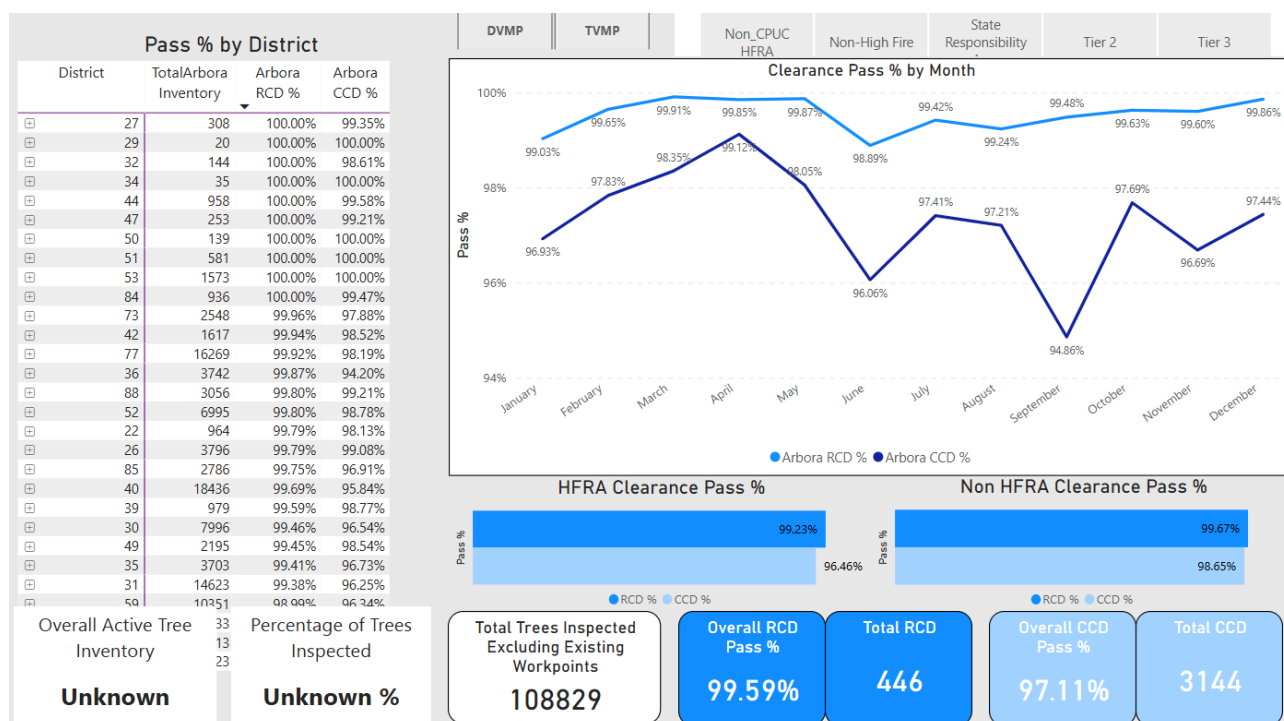 Pass % by District
District TotalArbora Inventory Arbora RCD % Arbora CCD %
27 308 100.00% 99.35%
29 20 100.00% 100.00%
32 144 100.00% 98.61%
34 35 100.00% 100.00%
44 958 100.00% 99.58%
47 253 100.00% 99.21%
50 139 100.00% 100.00%
51 581 100.00% 100.00%
53 1573 100.00% 100.00%
84 936 100.00% 99.47%
73 2548 99.96% 97.88%
42 1617 99.94% 98.52%
77 16269 99.92% 98.19%
36 3742 99.87% 94.20%
88 3056 99.80% 99.21%
52 6995 99.80% 98.78%
22 964 99.79% 98.13%
26 3796 99.79% 99.08%
85 2786 99.75% 96.91%
40 18436 99.69% 95.84%
39 979 99.59% 98.77%
30 7996 99.46% 96.54%
49 2195 99.45% 98.54%
35 3703 99.41% 96.73%
31 14623 99.38% 96.25%
59 10351 98.99% 96.34%
33
13
23
Overall Active Tree
Inventory
Unknown
Percentage of Trees
Inspected
Unknown %
DVMP
TVMP
Non_CPUC
HFRA
Non-High Fire
State
Responsibility
Tier 2
Tier 3
Clearance Pass % by Month
Pass %
100%
98%
96%
94%
99.03%
99.65%
99.91%
99.85%
99.87%
98.89%
99.42%
99.24%
99.48%
99.63%
99.60%
99.86%
96.93%
97.83%
98.35%
99.12%
98.05%
96.06%
97.41%
97.21%
94.86%
97.69%
96.69%
97.44%
January
February
March
April
May
June
July
August
September
October
November
December
Arbora RCD % Arbora CCD %
HFRA Clearance Pass %
Pass %
99.23%
96.46%
RCD % CCD %
Non HFRA Clearance Pass %
Pass %
99.67%
98.65%
RCD % CCD %
Total Trees Inspected
Excluding Existing
Workpoints
108829
Overall RCD
Pass %
99.59%
Total RCD
446
Overall CCD
Pass %
97.11%
Total CCD
3144